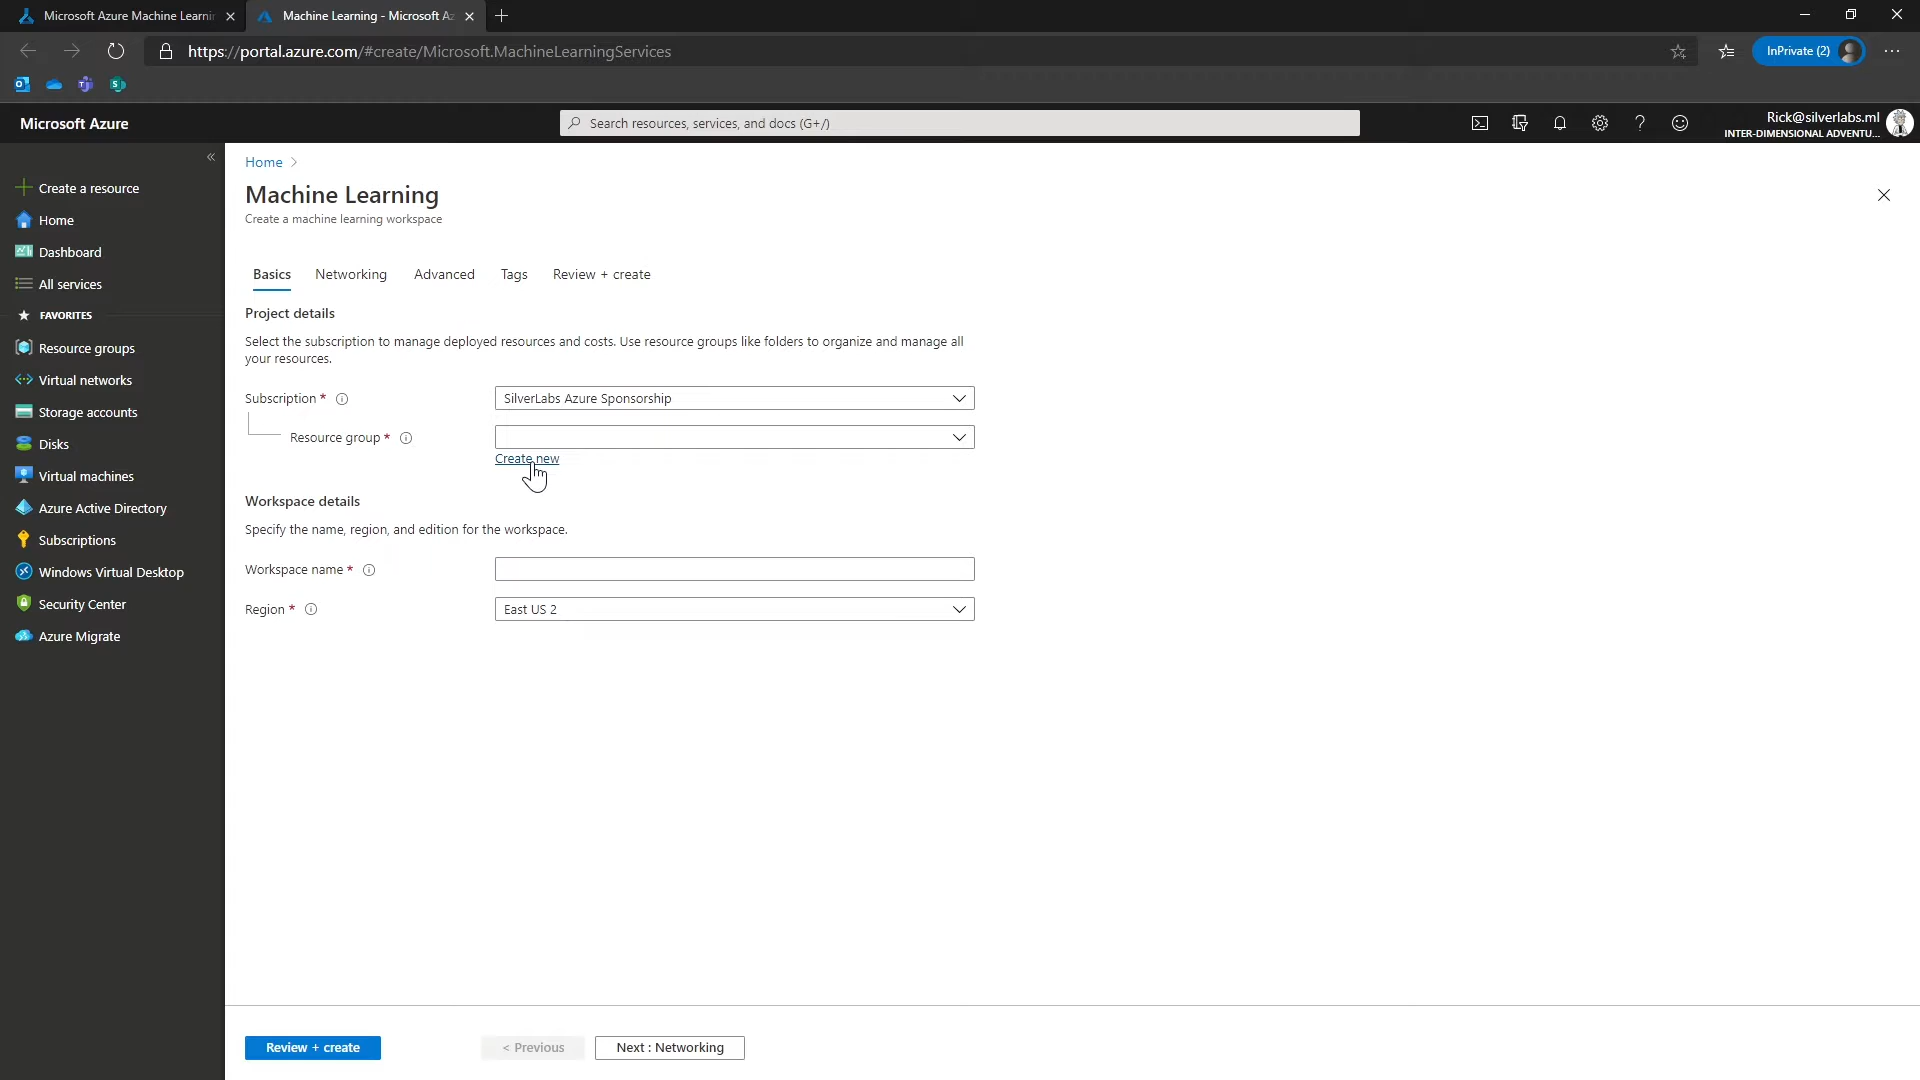 Microsoft Azure Machine Learnin
Machine Learning - Microsoft Az
https://portal.azure.com/#create/Microsoft.MachineLearningServices
InPrivate (2)
Microsoft Azure
Search resources, services, and docs (G+/)
Rick@silverlabs.ml
INTER-DIMENSIONAL ADVENTU...
Create a resource
Home
Dashboard
All services
FAVORITES
Resource groups
Virtual networks
Storage accounts
Disks
Virtual machines
Azure Active Directory
Subscriptions
Windows Virtual Desktop
Security Center
Azure Migrate
Home >
Machine Learning
Create a machine learning workspace
Basics Networking Advanced Tags Review + create
Project details
Select the subscription to manage deployed resources and costs. Use resource groups like folders to organize and manage all
your resources.
Subscription *
SilverLabs Azure Sponsorship
Resource group *
Create new
Workspace details
Specify the name, region, and edition for the workspace.
Workspace name *
Region *
East US 2
Review + create
< Previous
Next : Networking